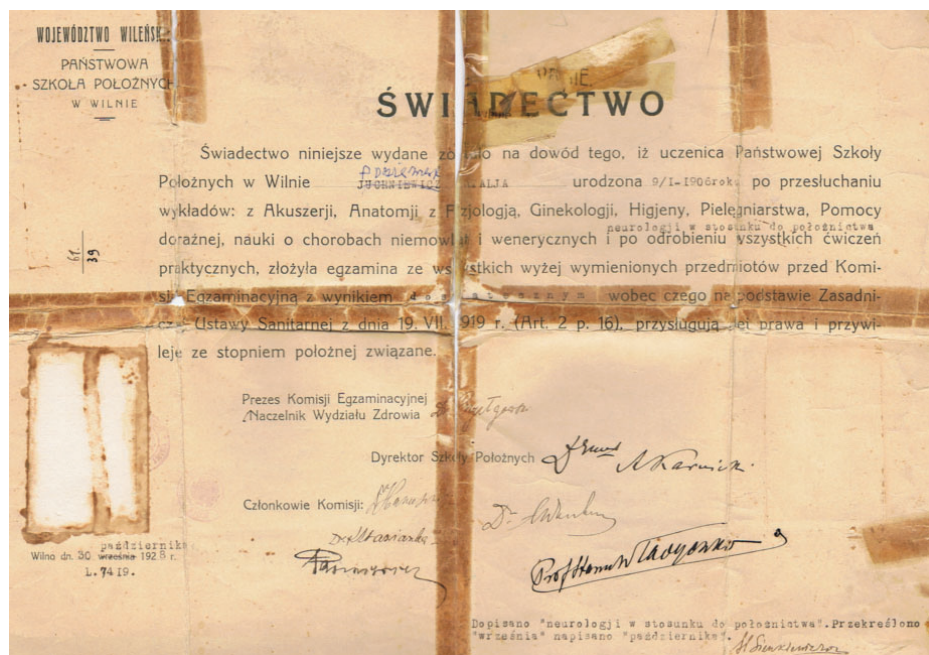 WOJEWÓDZTWO WILEŃSK
PAŃSTWOWA
SZKOŁA POŁOŻNYCH
W WILNIE
ŚWIADECTWO
Świadectwo niniejsze wydane zostało na dowód tego, iż uczenica Państwowej Szkoły
Położnych w Wilnie urodzona 9/I-1906 roku po przesłuchaniu
wykładów: z Akuszerji, Anatomji z Fizjologją, Ginekologji, Higjeny, Pielęgniarstwa, Pomocy
neurologji w stosunku do położnictwa
doraźnej, nauki o chorobach niemowląt i wenerycznych i po odrobieniu wszystkich ćwiczeń
praktycznych, złożyła egzamina ze wszystkich wyżej wymienionych przedmiotów przed Komi-
sją Egzaminacyjną z wynikiem dostatecznym wobec czego na podstawie Zasadni-
czej Ustawy Sanitarnej z dnia 19. VII. 1919 r. (Art. 2 p. 16), przysługują jej prawa i przywi-
leje ze stopniem położnej związane.
61
39
Prezes Komisji Egzaminacyjnej
Naczelnik Wydziału Zdrowia
Dyrektor Szkoły Położnych
Członkowie Komisji:
Dr
października
Wilno dn. 30 września 1928 r.
L. 7419.
Dopisano "neurologji w stosunku do położnictwa". Przekreślono
"września" napisano "października".